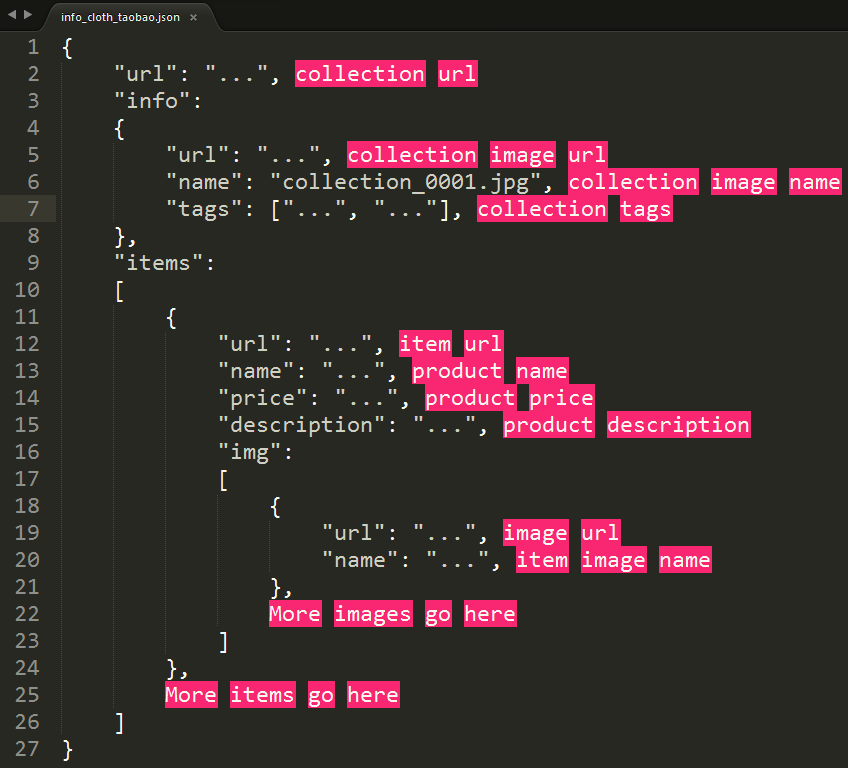 info_cloth_taobao.json ×
1 {
2 "url": "...", collection url
3 "info":
4 {
5 "url": "...", collection image url
6 "name": "collection_0001.jpg", collection image name
7 "tags": ["...", "..."], collection tags
8 },
9 "items":
10 [
11 {
12 "url": "...", item url
13 "name": "...", product name
14 "price": "...", product price
15 "description": "...", product description
16 "img":
17 [
18 {
19 "url": "...", image url
20 "name": "...", item image name
21 },
22 More images go here
23 ]
24 },
25 More items go here
26 ]
27 }